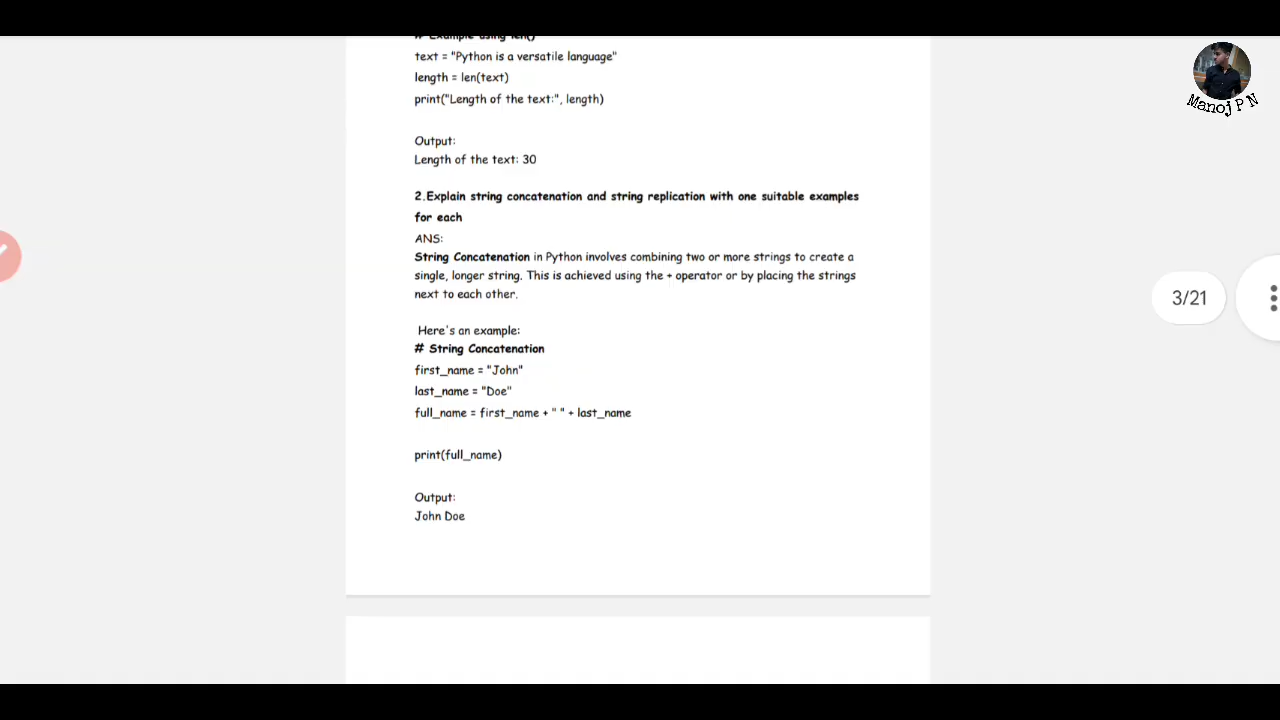 # Example using len()
text = "Python is a versatile language"
length = len(text)
print("Length of the text:", length)
Output:
Length of the text: 30
2.Explain string concatenation and string replication with one suitable examples
for each
ANS:
String Concatenation in Python involves combining two or more strings to create a
single, longer string. This is achieved using the + operator or by placing the strings
next to each other.
Here's an example:
# String Concatenation
first_name = "John"
last_name = "Doe"
full_name = first_name + " " + last_name
print(full_name)
Output:
John Doe
3/21
Manoj P N